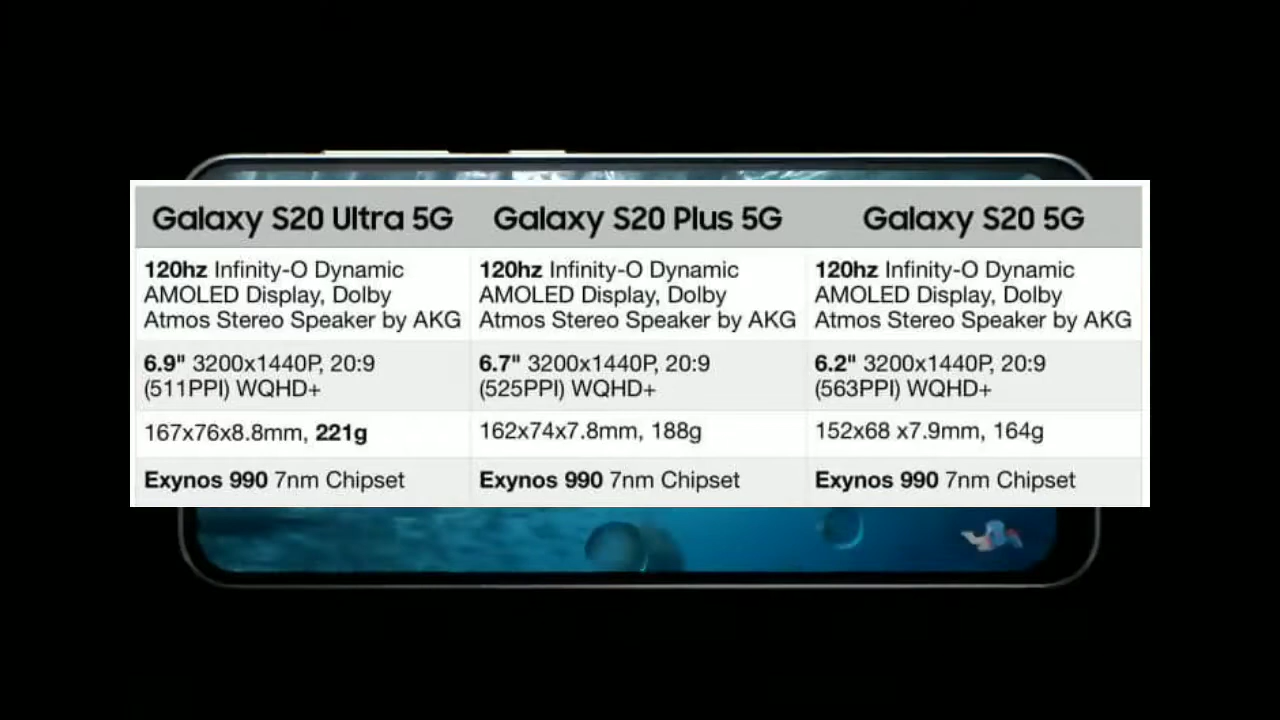 Galaxy S20 Ultra 5G
Galaxy S20 Plus 5G
Galaxy S20 5G
120hz Infinity-O Dynamic
AMOLED Display, Dolby
Atmos Stereo Speaker by AKG
120hz Infinity-O Dynamic
AMOLED Display, Dolby
Atmos Stereo Speaker by AKG
120hz Infinity-O Dynamic
AMOLED Display, Dolby
Atmos Stereo Speaker by AKG
6.9" 3200x1440P, 20:9
(511PPI) WQHD+
6.7" 3200x1440P, 20:9
(525PPI) WQHD+
6.2" 3200x1440P, 20:9
(563PPI) WQHD+
167x76x8.8mm, 221g
162x74x7.8mm, 188g
152x68 x7.9mm, 164g
Exynos 990 7nm Chipset
Exynos 990 7nm Chipset
Exynos 990 7nm Chipset